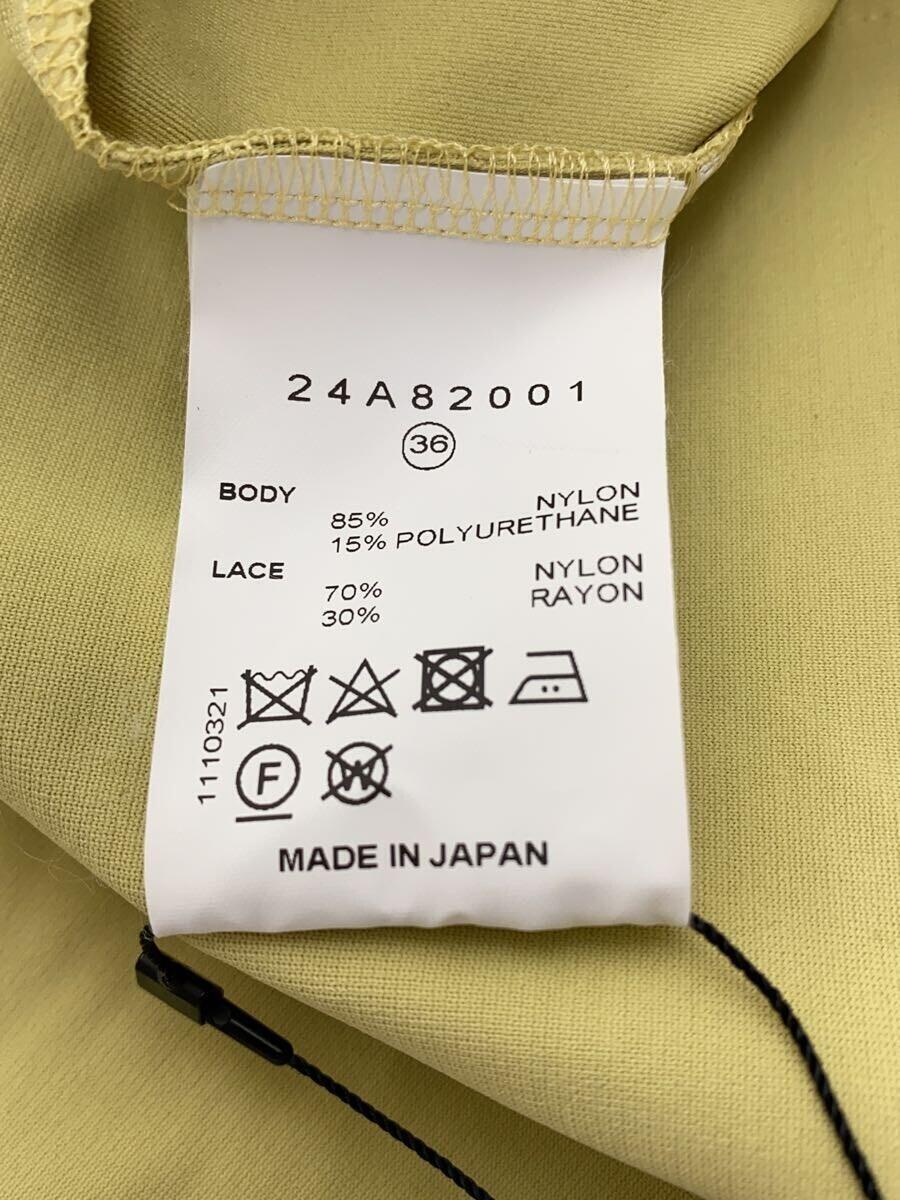 24A82001
36
BODY
85% NYLON
15% POLYURETHANE
LACE
70% NYLON
30% RAYON
1110321
F
W
MADE IN JAPAN